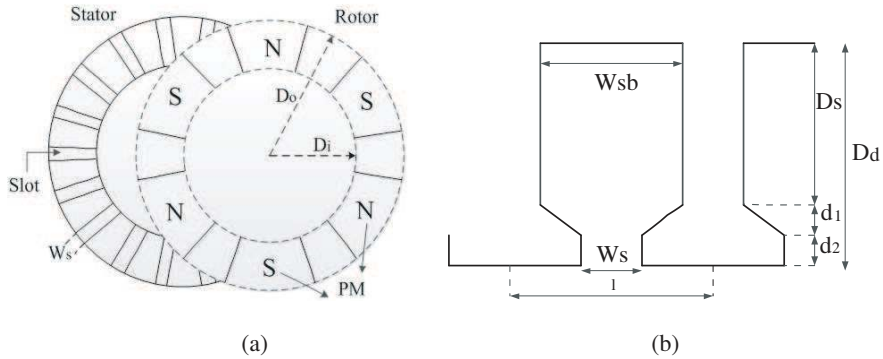 Stator
Rotor
N
S
S
Do
Di
Slot
N
N
Ws
S
PM
(a)
Wsb
Ds
Dd
d1
Ws
d2
l
(b)